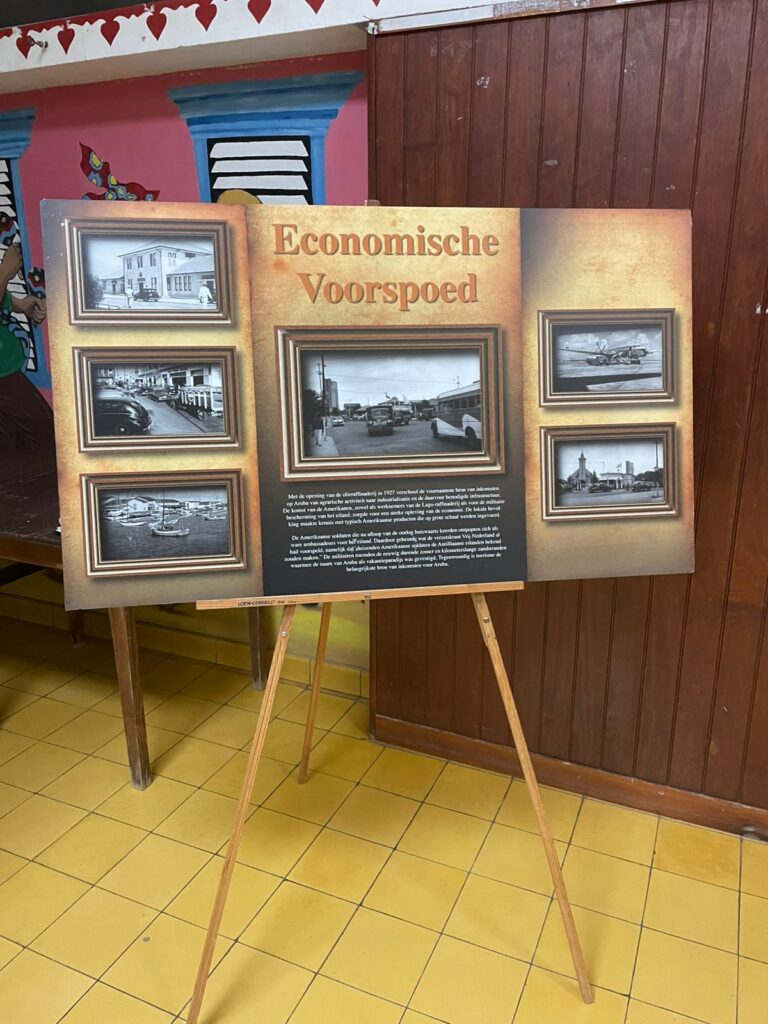 Economische
Voorspoed
Met de opening van de olieraffinaderij in 1927 verschoof de voornaamste bron van inkomsten
op Aruba van agrarische activiteit naar industrialisatie en de daarvoor benodigde infrastructuur.
De komst van de Amerikanen, zowel als werknemers van de Lago-raffinaderij als voor de militaire
bescherming van het eiland, zorgde voor een sterke opleving van de economie. De lokale bevol-
king maakte kennis met typisch Amerikaanse producten die op grote schaal werden ingevoerd.
De Amerikaanse soldaten die na afloop van de oorlog huiswaarts keerden ontpopten zich als
ware ambassadeurs voor het eiland. Daardoor gebeurde wat de verzetskrant Vrij Nederland al
had voorspeld, namelijk dat 'afreizenden Amerikaanse soldaten de Antilliaanse eilanden bekend
zouden maken.” De militairen roemden de eeuwig durende zomer en kilometerslange zandstranden
waarmee de naam van Aruba als vakantieparadijs was gevestigd. Tegenwoordig is toerisme de
belangrijkste bron van inkomsten voor Aruba.